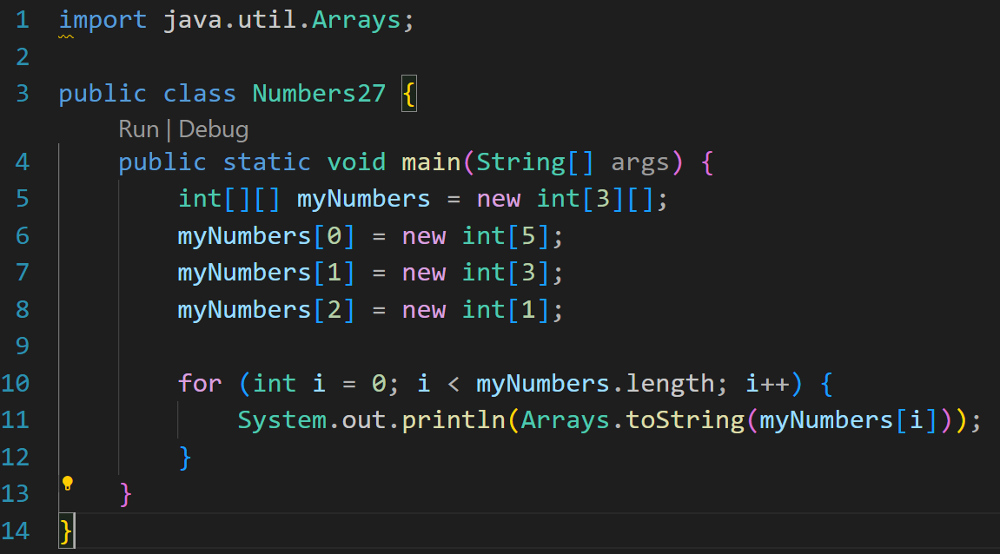 1 import java.util.Arrays;
2
3 public class Numbers27 {
Run | Debug
4 public static void main(String[] args) {
5 int[][] myNumbers = new int[3][];
6 myNumbers[0] = new int[5];
7 myNumbers[1] = new int[3];
8 myNumbers[2] = new int[1];
9
10 for (int i = 0; i < myNumbers.length; i++) {
11 System.out.println(Arrays.toString(myNumbers[i]));
12 }
13 }
14 }